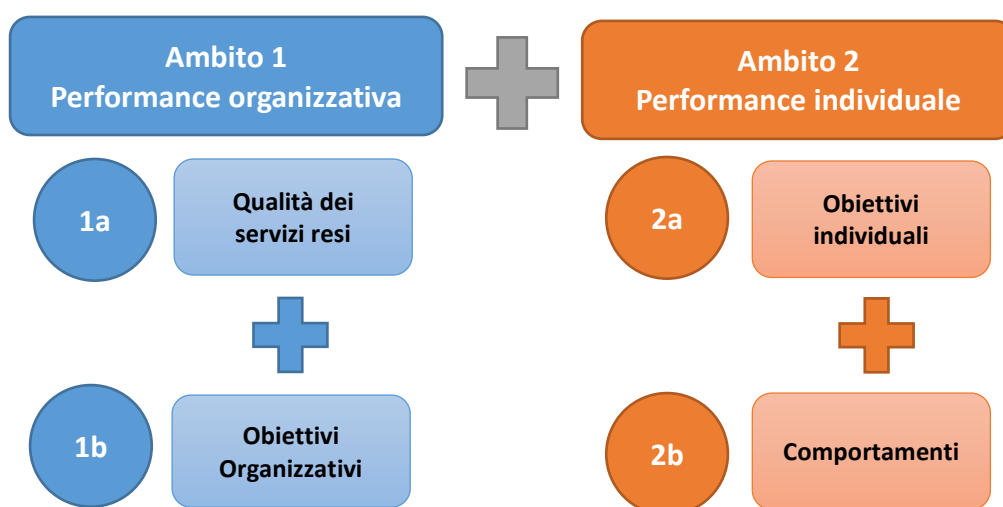 Ambito 1
Performance organizzativa
Ambito 2
Performance individuale
1a
Qualità dei
servizi resi
2a
Obiettivi
individuali
1b
Obiettivi
Organizzativi
2b
Comportamenti